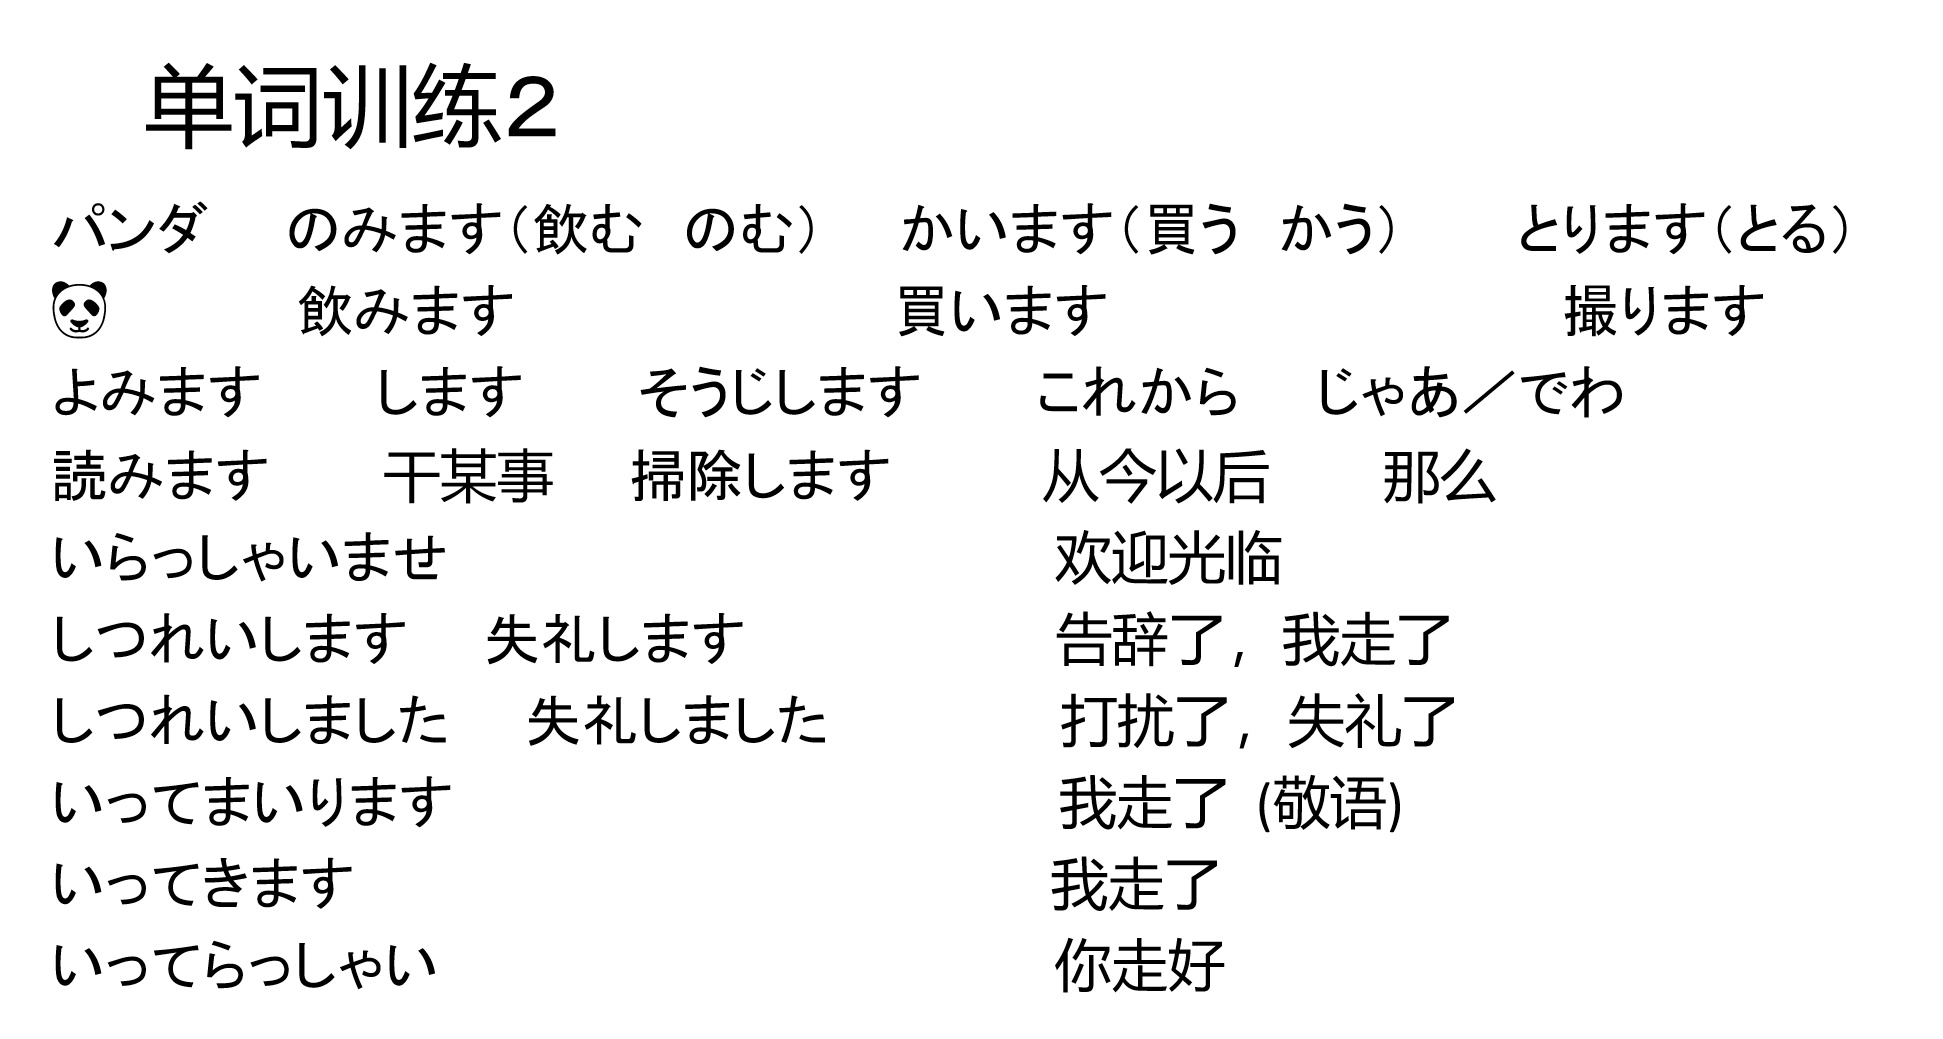 单词训练2
パンダ　のみます（飲む　のむ）　かいます（買う　かう）　とります（とる）
🐼　飲みます　買います　撮ります
よみます　します　そうじします　これから　じゃあ／でわ
読みます　干某事　掃除します　从今以后　那么
いらっしゃいませ　欢迎光临
しつれいします　失礼します　告辞了，我走了
しつれいしました　失礼しました　打扰了，失礼了
いってまいります　我走了 (敬语)
いってきます　我走了
いってらっしゃい　你走好